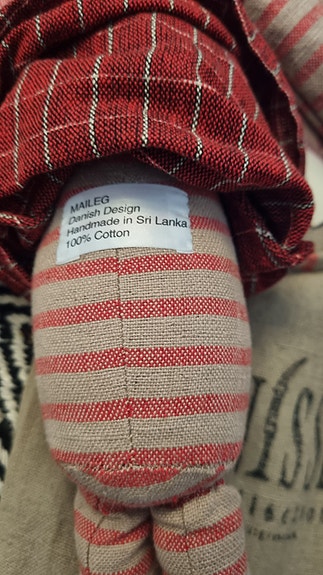 MAILEG
Danish Design
Handmade in Sri Lanka
100% Cotton